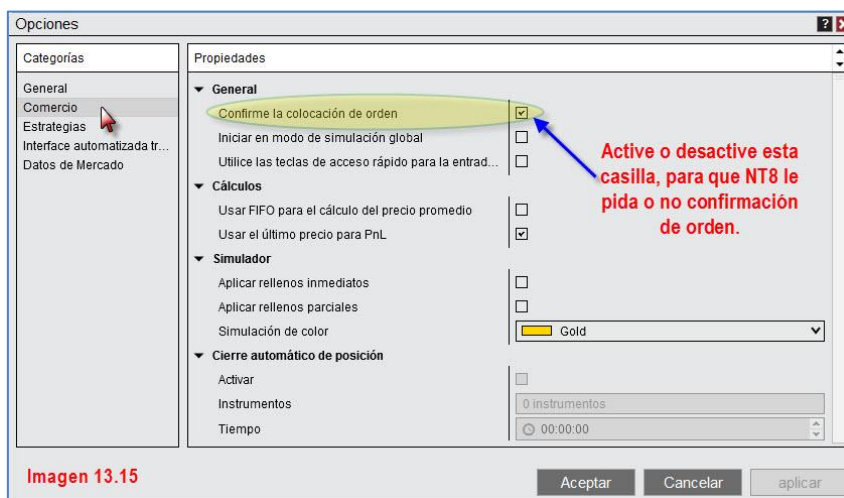 Opciones
Categorías
General
Comercio
Estrategias
Interface automatizada tr...
Datos de Mercado
Propiedades
General
Confirme la colocación de orden
Iniciar en modo de simulación global
Utilice las teclas de acceso rápido para la entrad...
Cálculos
Usar FIFO para el cálculo del precio promedio
Usar el último precio para PnL
Simulador
Aplicar rellenos inmediatos
Aplicar rellenos parciales
Simulación de color
Gold
Cierre automático de posición
Activar
Instrumentos
0 instrumentos
Tiempo
00:00:00
Active o desactive esta
casilla, para que NT8 le
pida o no confirmación
de orden.
Imagen 13.15
Aceptar
Cancelar
aplicar